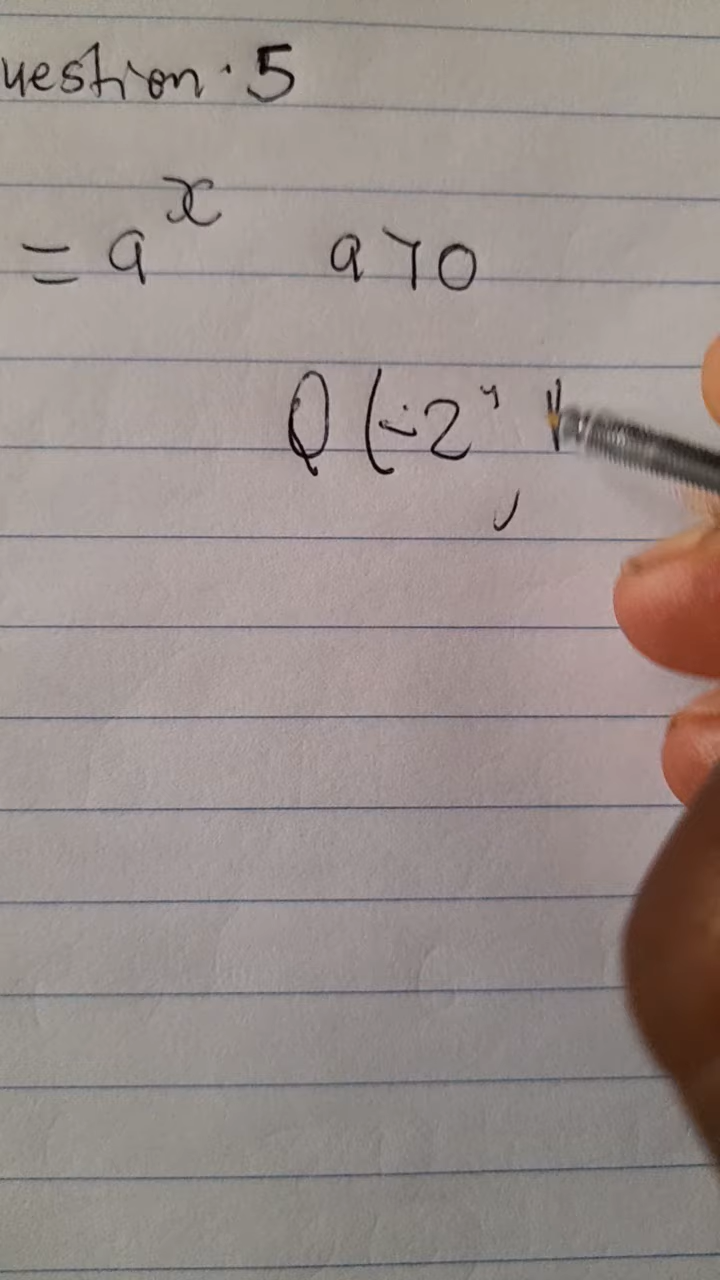 uestion . 5
= a^x a > 0
Q (-2,